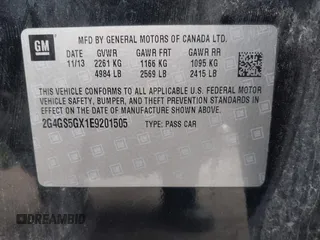 GM
MFD BY GENERAL MOTORS OF CANADA LTD.
11/13 GVWR GAWR FRT GAWR RR
2261 KG 1166 KG 1095 KG
4984 LB 2569 LB 2415 LB
THIS VEHICLE CONFORMS TO ALL APPLICABLE U.S. FEDERAL MOTOR
VEHICLE SAFETY, BUMPER, AND THEFT PREVENTION STANDARDS
IN EFFECT ON THE DATE OF MANUFACTURE SHOWN ABOVE.
2G4GS5GX1E9201505 TYPE: PASS CAR
DREAMBID